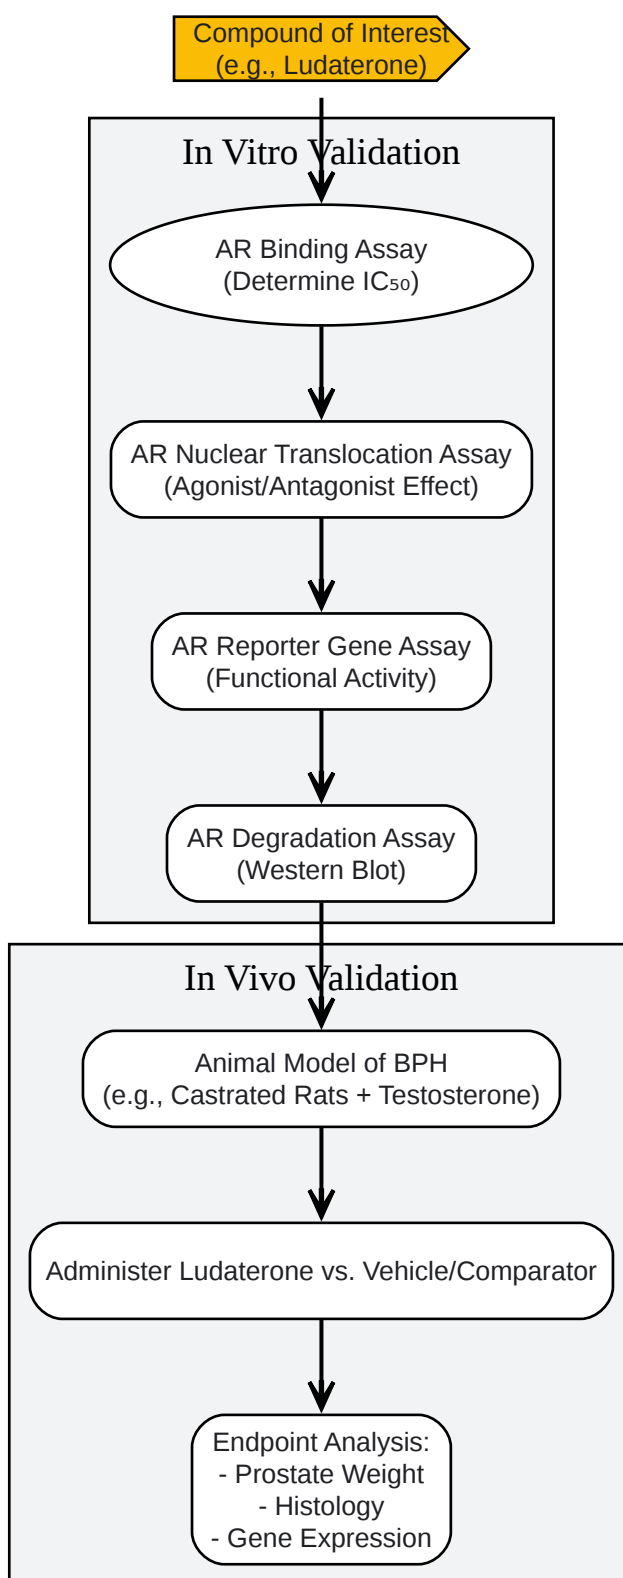 Compound of Interest
(e.g., Ludaterone)
In Vitro Validation
AR Binding Assay
(Determine IC₅₀)
AR Nuclear Translocation Assay
(Agonist/Antagonist Effect)
AR Reporter Gene Assay
(Functional Activity)
AR Degradation Assay
(Western Blot)
In Vivo Validation
Animal Model of BPH
(e.g., Castrated Rats + Testosterone)
Administer Ludaterone vs. Vehicle/Comparator
Endpoint Analysis:
- Prostate Weight
- Histology
- Gene Expression